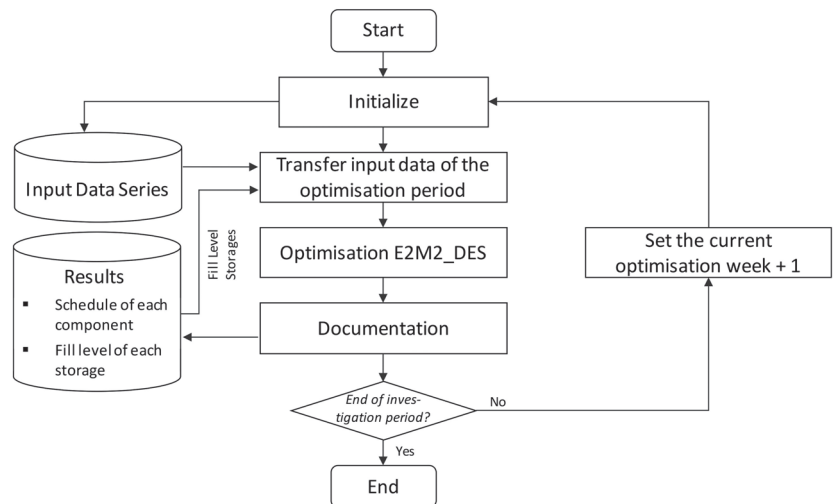 Start
Initialize
Input Data Series
Transfer input data of the
optimisation period
Fill Level
Storages
Optimisation E2M2_DES
Set the current
optimisation week + 1
Results
▪ Schedule of each
component
▪ Fill level of each
storage
Documentation
End of inves-
tigation period?
No
Yes
End